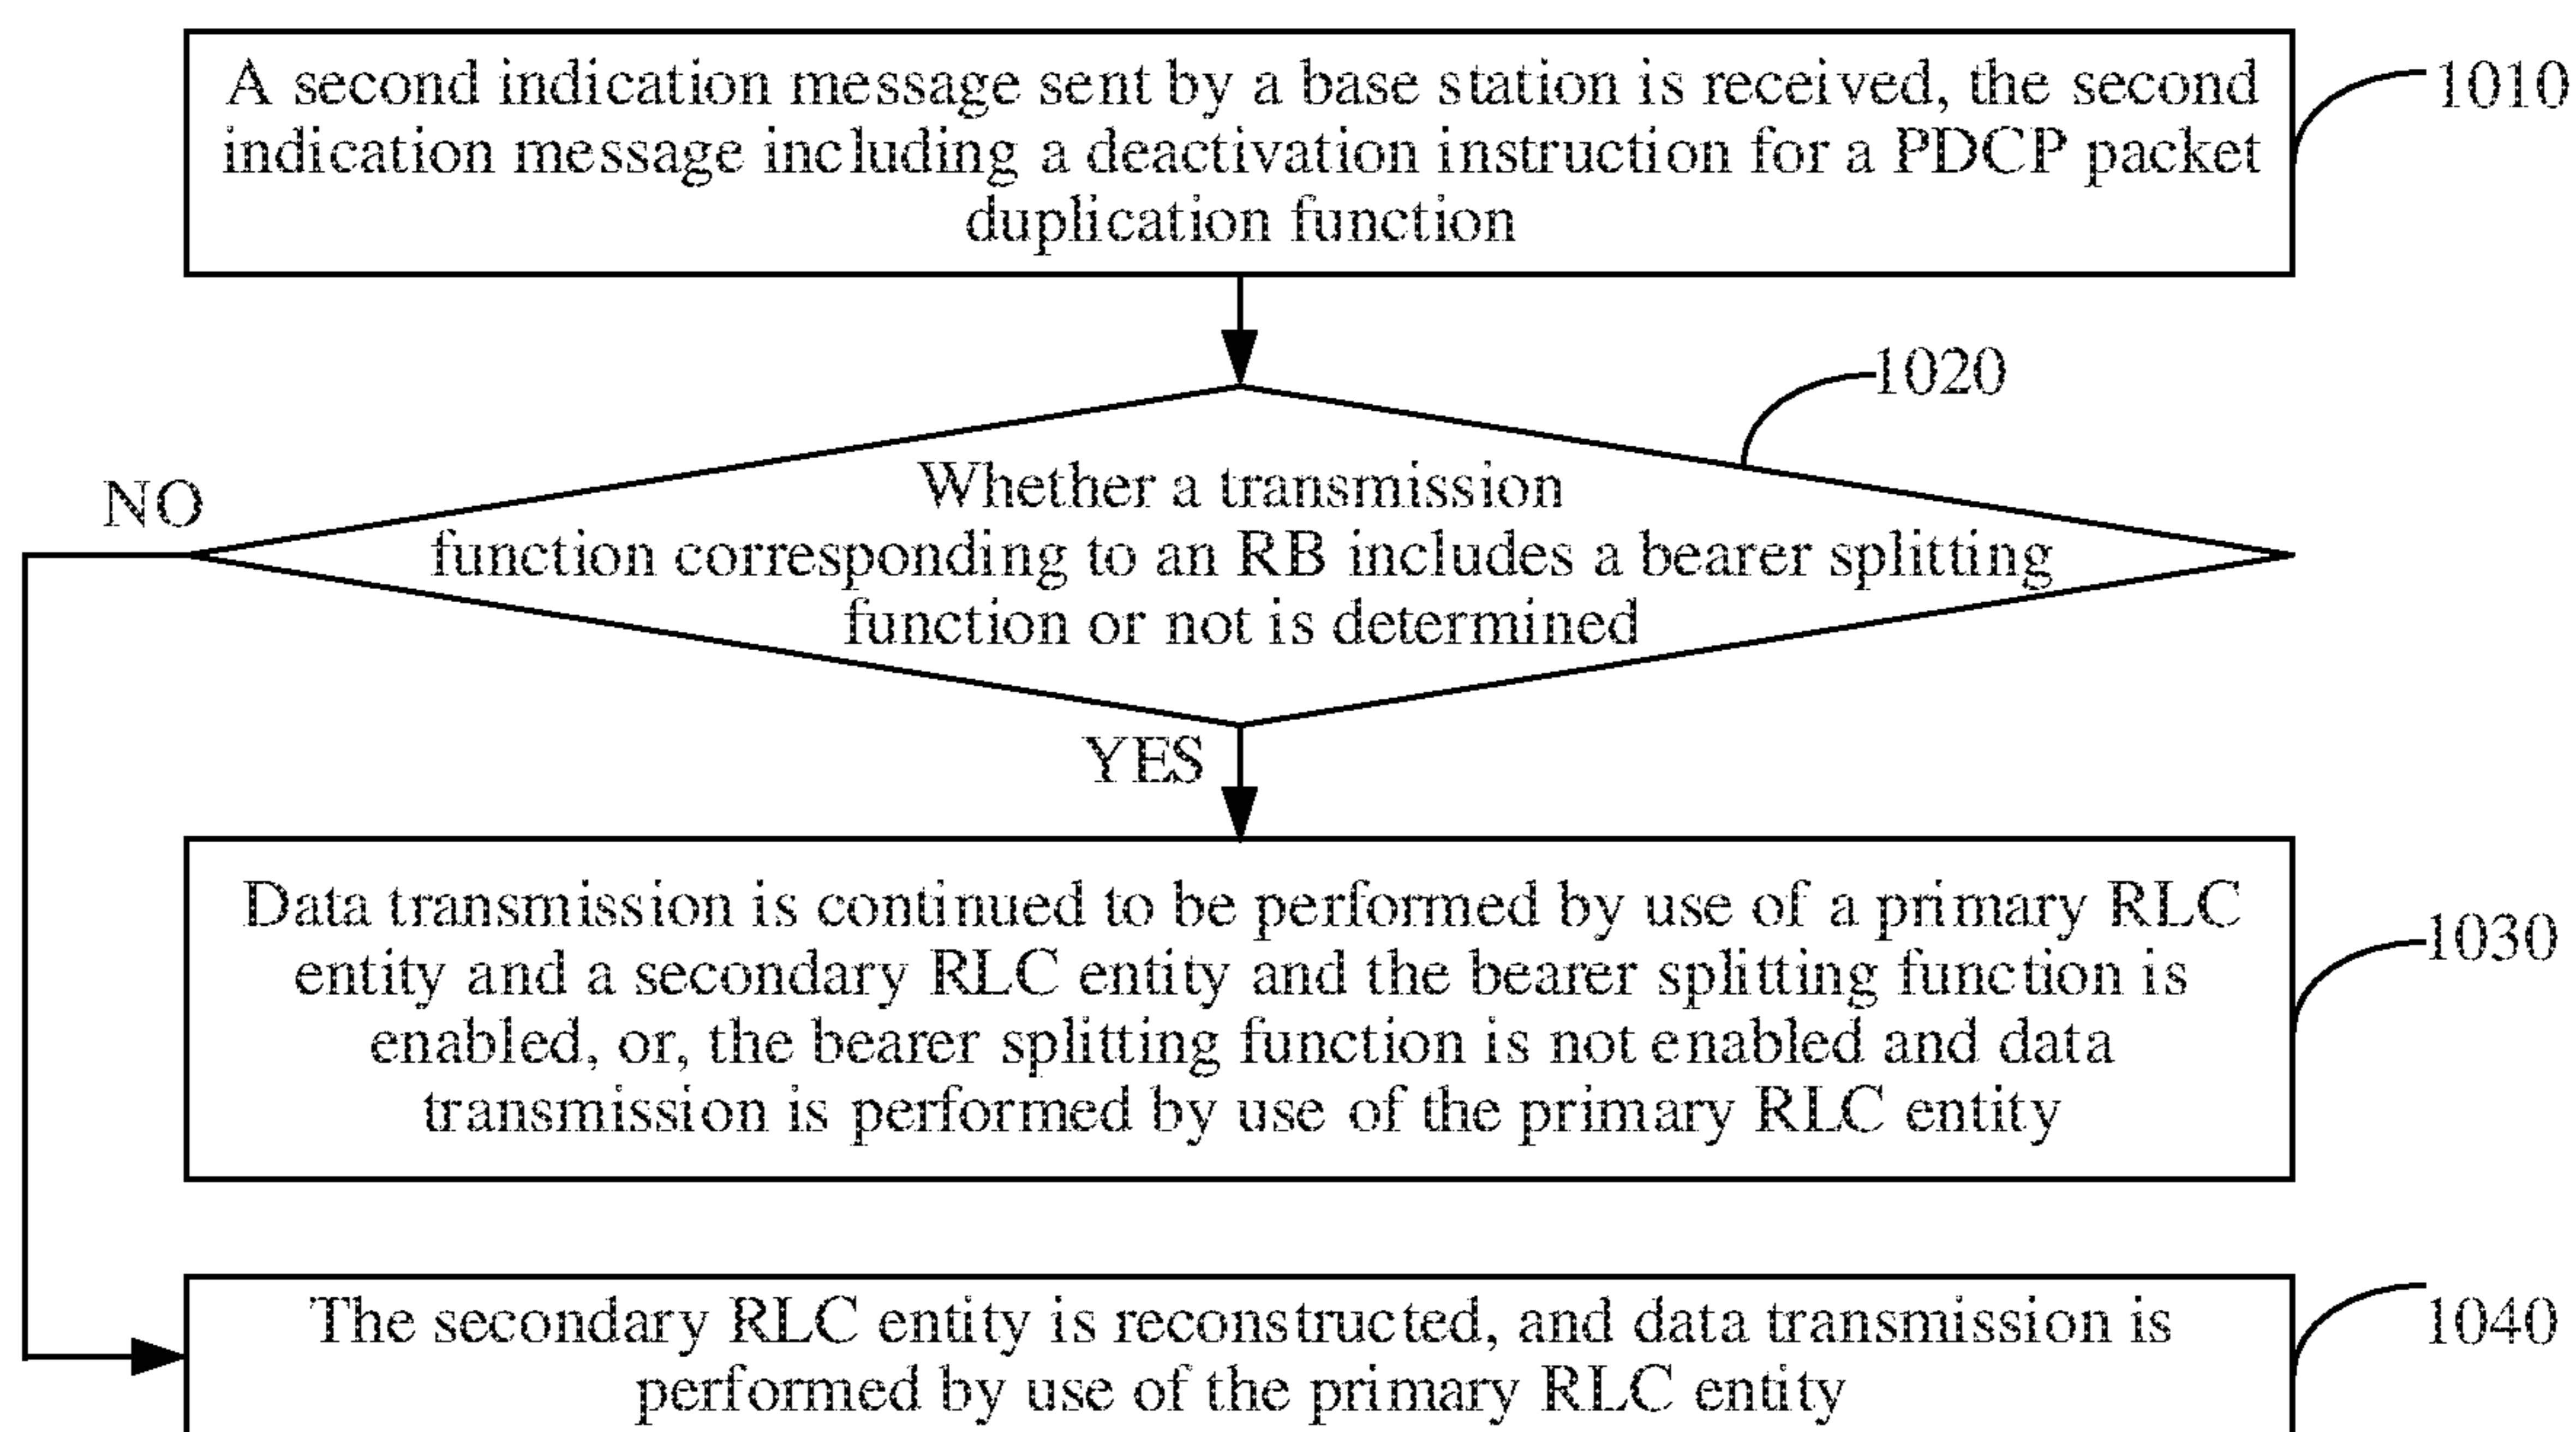 A second indication message sent by a base station is received, the second
indication message including a deactivation instruction for a PDCP packet
duplication function
1010
1020
Whether a transmission
function corresponding to an RB includes a bearer splitting
function or not is determined
NO
YES
Data transmission is continued to be performed by use of a primary RLC
entity and a secondary RLC entity and the bearer splitting function is
enabled, or, the bearer splitting function is not enabled and data
transmission is performed by use of the primary RLC entity
1030
The secondary RLC entity is reconstructed, and data transmission is
performed by use of the primary RLC entity
1040